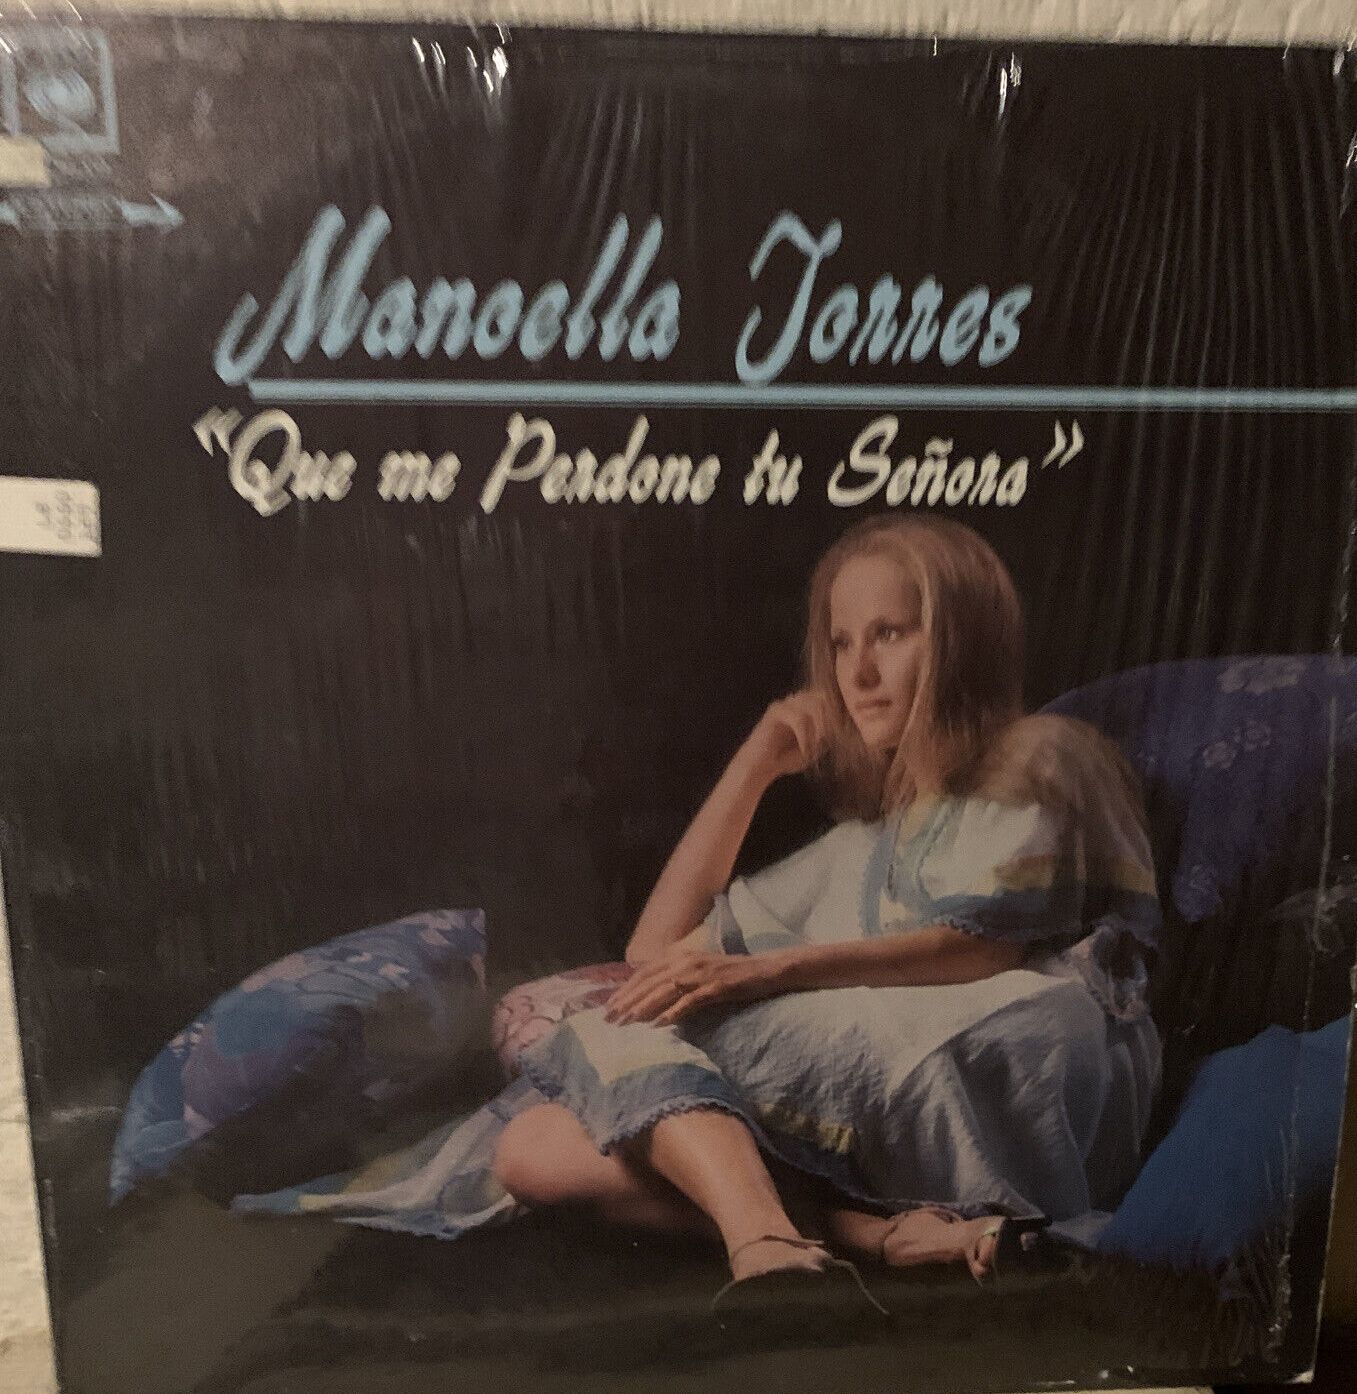 Manoella Torres
"Que me Perdone tu Señora"